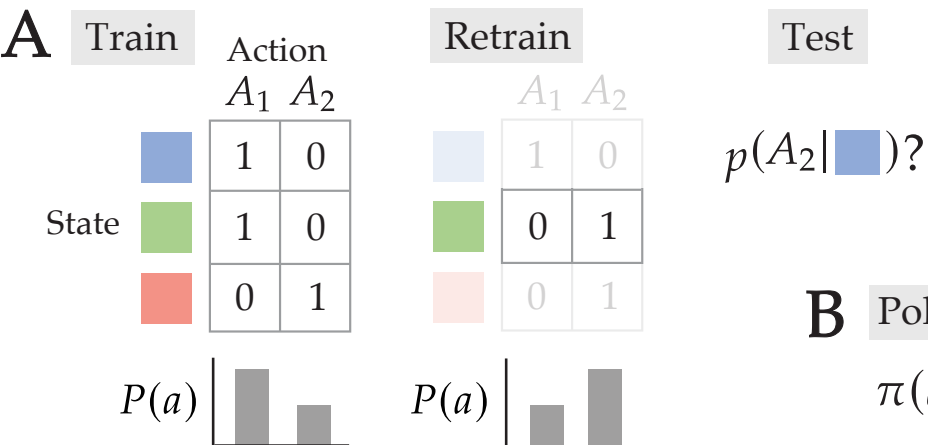 A Train
Action
A1 A2
1 0
State 1 0
0 1
P(a)
Retrain
A1 A2
1 0
0 1
0 1
P(a)
Test
p(A2| )?
B
π(